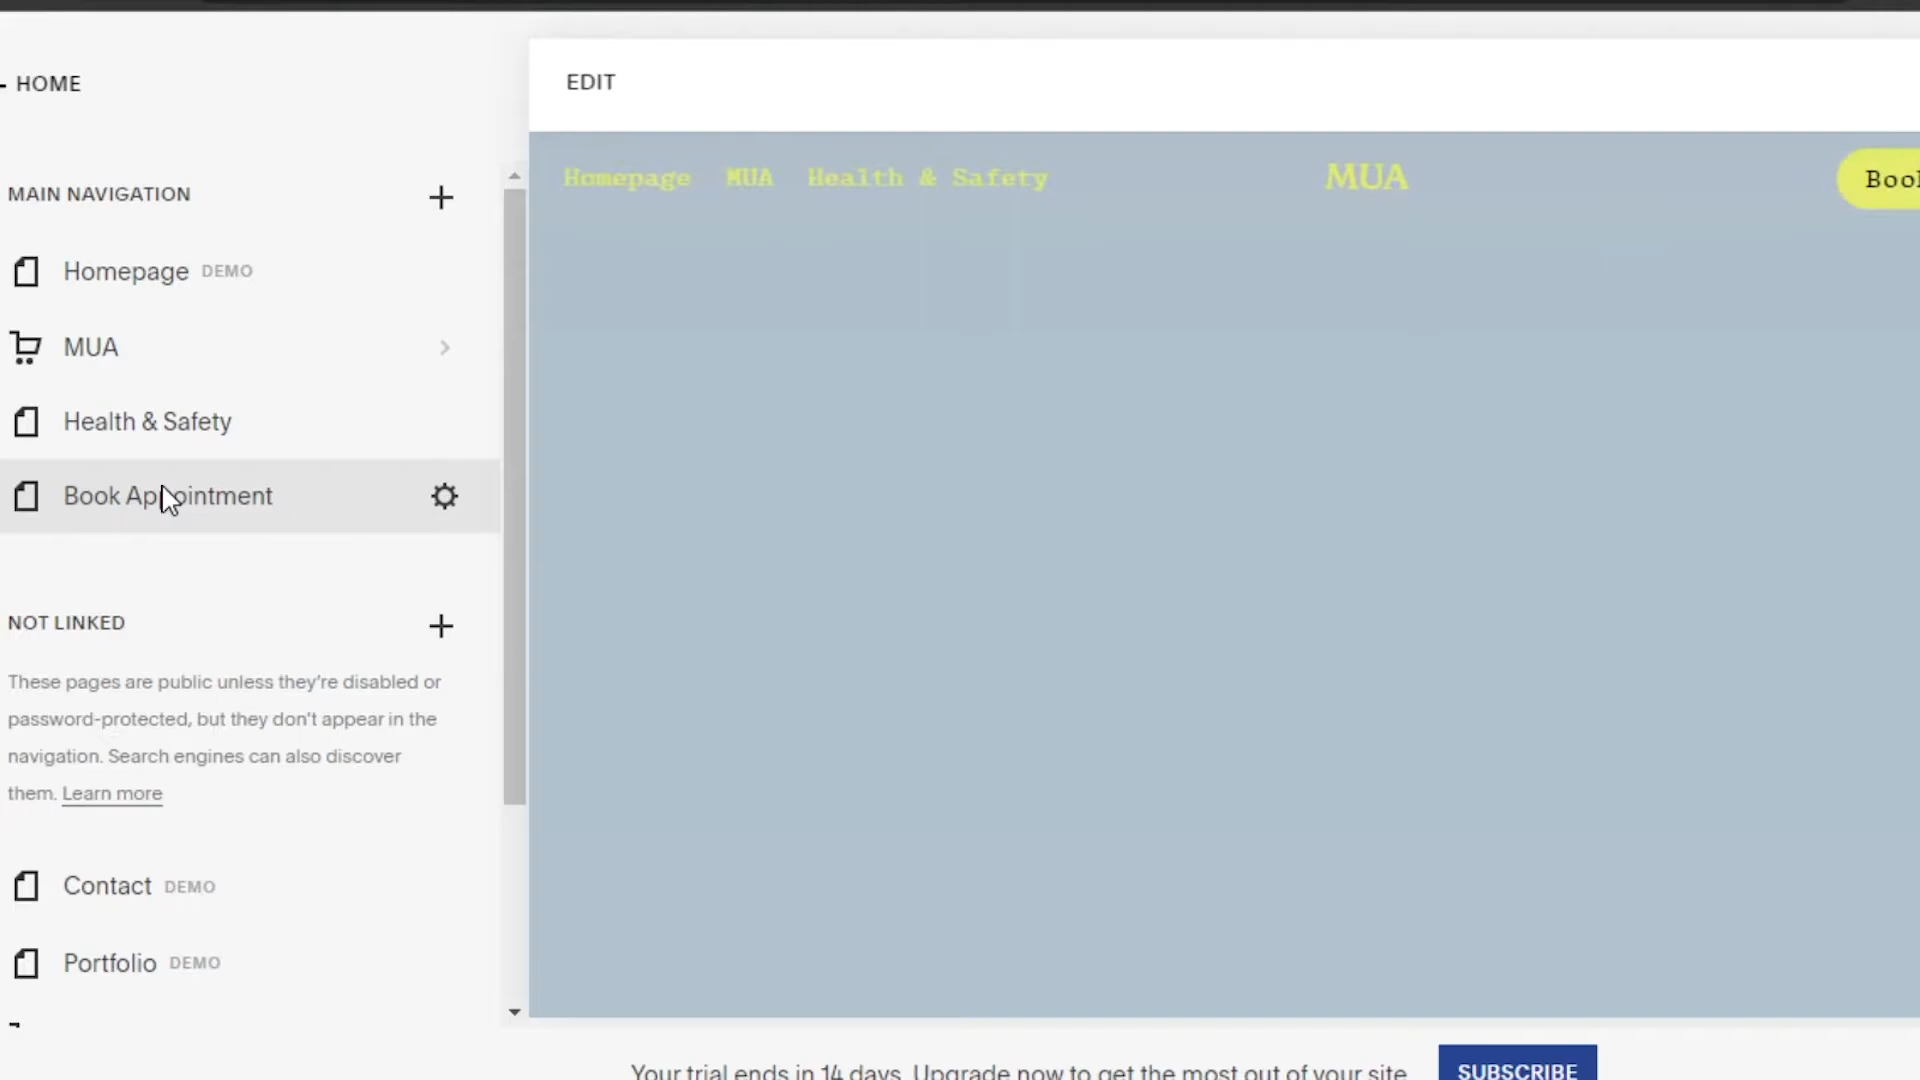 HOME
EDIT
MAIN NAVIGATION
Homepage DEMO
MUA
Health & Safety
Book Appointment
NOT LINKED
These pages are public unless they're disabled or
password-protected, but they don't appear in the
navigation. Search engines can also discover
them. Learn more
Contact DEMO
Portfolio DEMO
Homepage MUA Health & Safety
MUA
Your trial ends in 14 days. Upgrade now to get the most out of your site
SUBSCRIBE